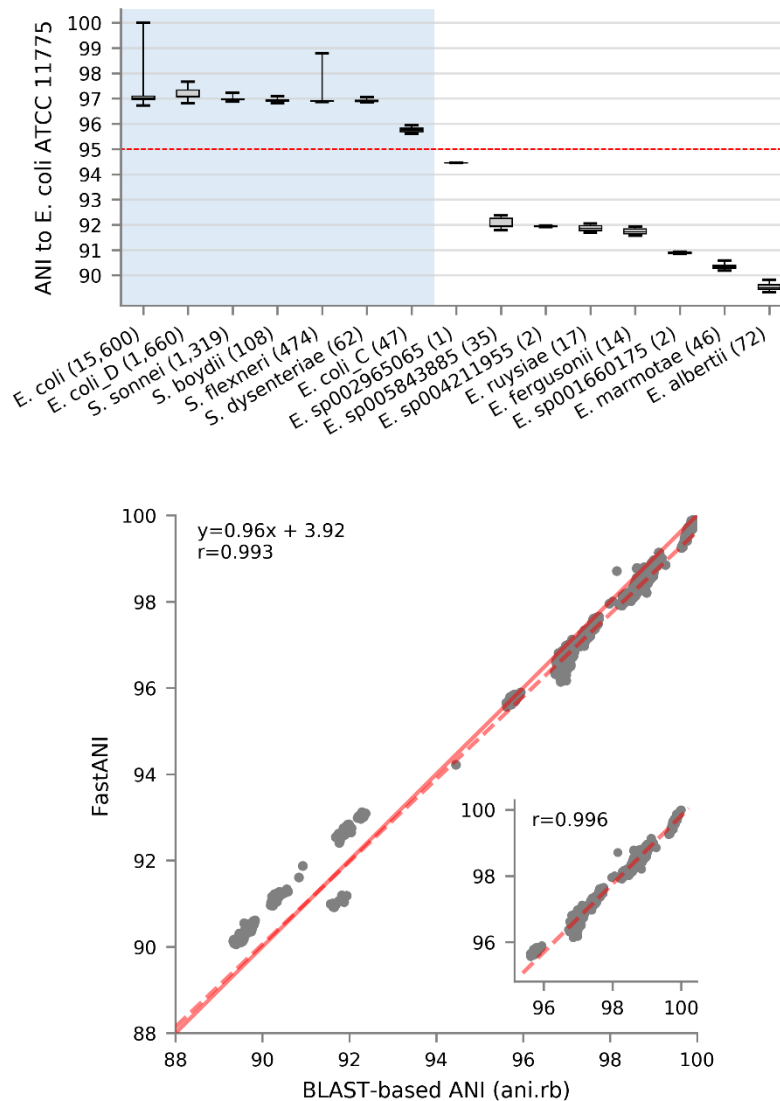 100
99
98
97
96
95
94
93
92
91
90
ANI to E. coli ATCC 11775
E. coli (15,600)
E. coli_D (1,660)
S. sonnei (1,319)
S. boydii (108)
S. flexneri (474)
S. dysenteriae (62)
E. coli_C (47)
E. sp002965065 (1)
E. sp005843885 (35)
E. sp004211955 (2)
E. ruysiae (17)
E. fergusonii (14)
E. sp001660175 (2)
E. marmotae (46)
E. albertii (72)
y=0.96x + 3.92
r=0.993
100
98
96
94
92
90
88
FastANI
r=0.996
100
98
96
96 98 100
88 90 92 94 96 98 100
BLAST-based ANI (ani.rb)